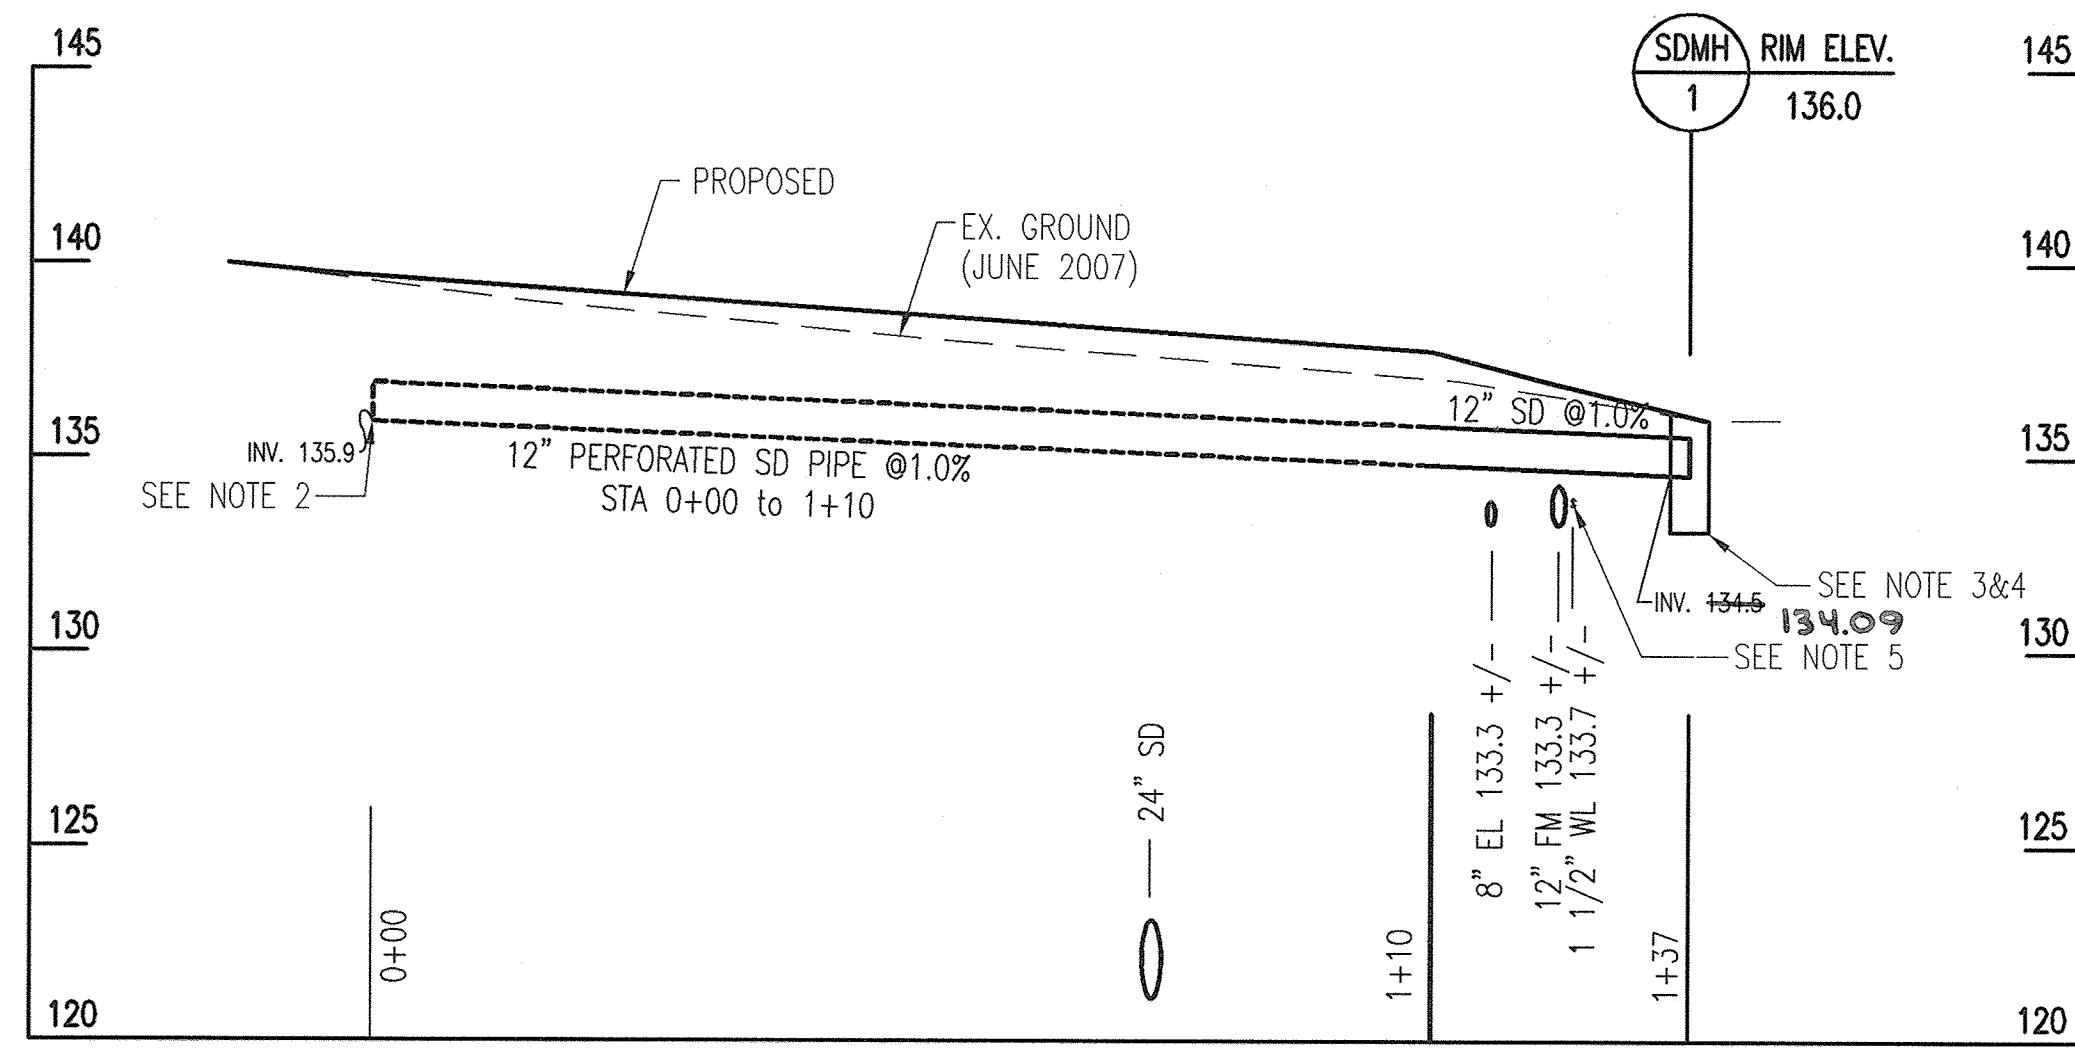 145
SDMH RIM ELEV.
1 136.0
145
PROPOSED
EX. GROUND
(JUNE 2007)
140
140
12" SD @1.0%
135
135
INV. 135.9
SEE NOTE 2
12" PERFORATED SD PIPE @1.0%
STA 0+00 to 1+10
SEE NOTE 3&4
INV. 134.5
134.09
SEE NOTE 5
130
130
8" EL 133.3 +/-
12" FM 133.3 +/-
1 1/2" WL 133.7 +/-
24" SD
125
125
0+00
1+10
1+37
120
120